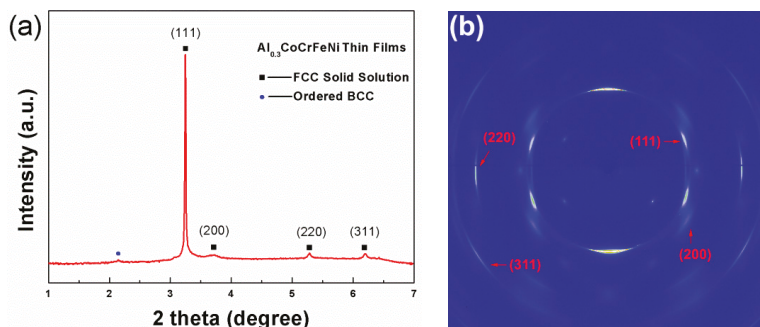 (a)
(111)
Al0.3CoCrFeNi Thin Films
■—FCC Solid Solution
●—Ordered BCC
(200)
(220)
(311)
Intensity (a.u.)
1 2 3 4 5 6 7
2 theta (degree)
(b)
(220)
(111)
(200)
(311)